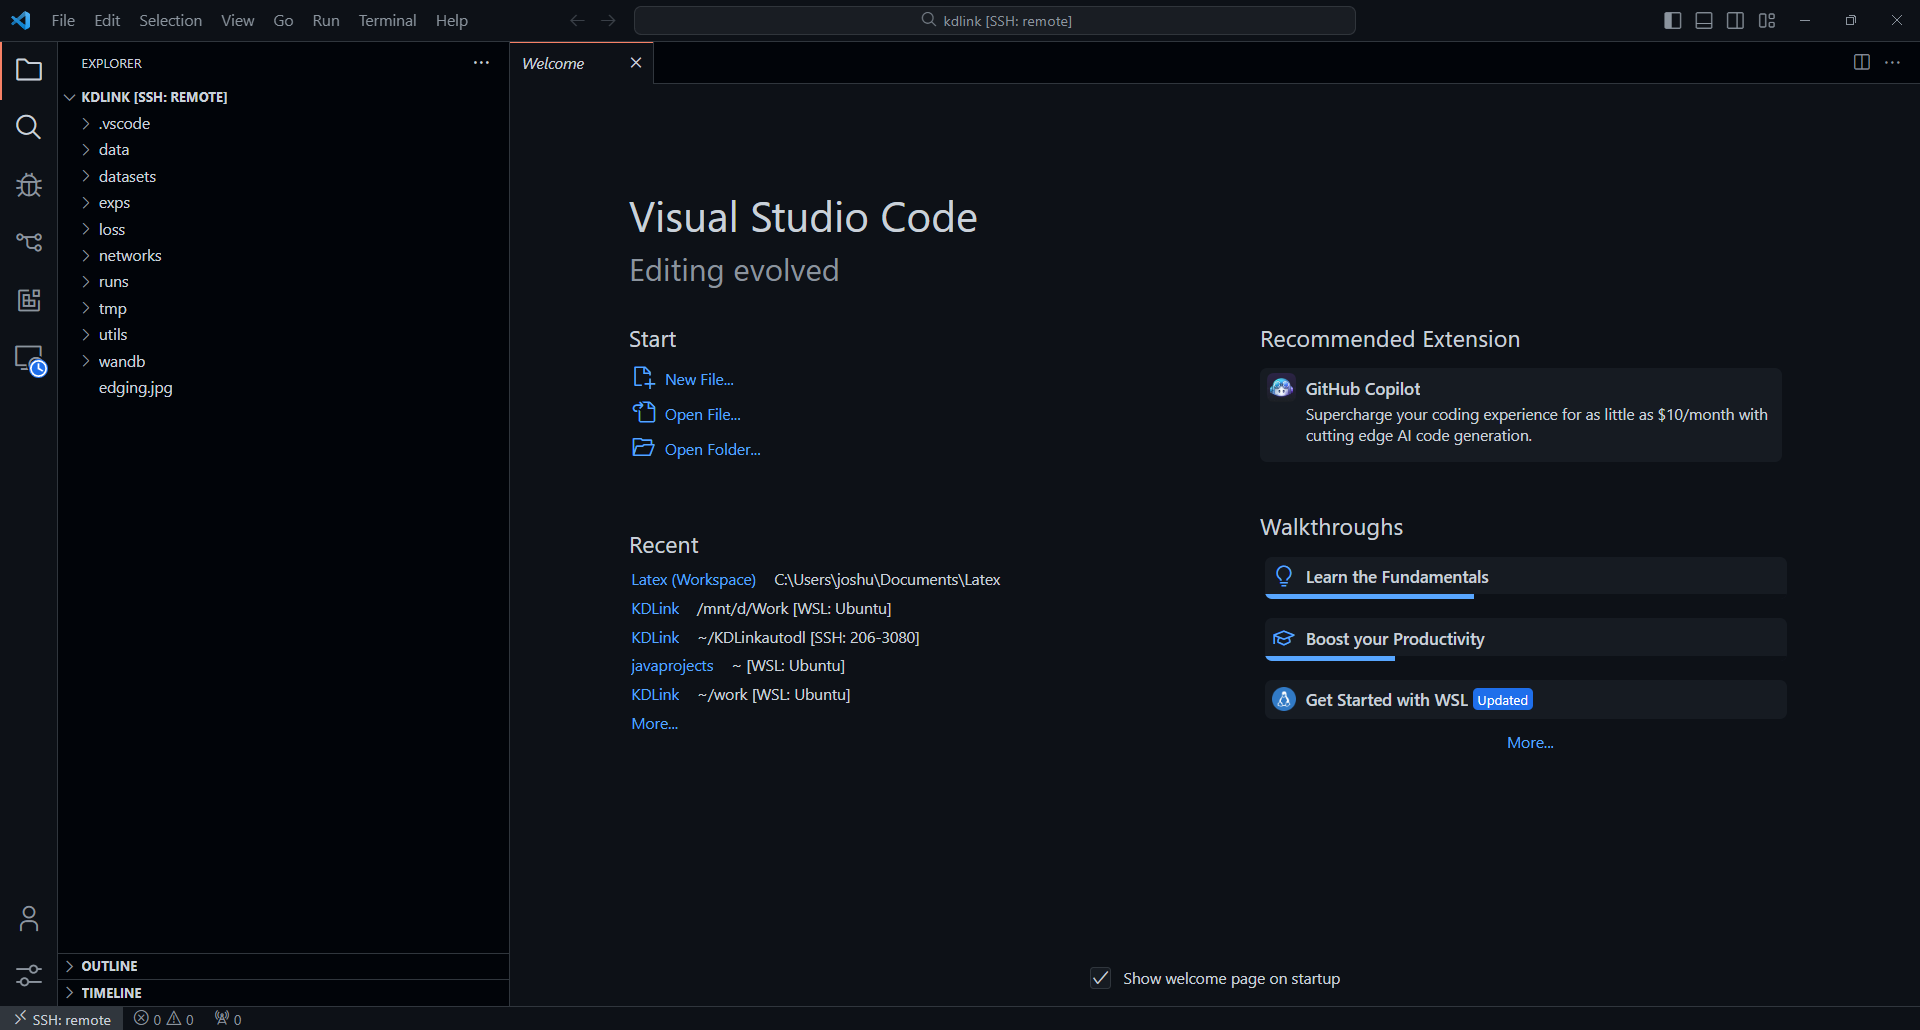 File Edit Selection View Go Run Terminal Help
kdlink [SSH: remote]
EXPLORER
KDLINK [SSH: REMOTE]
.vscode
data
datasets
exps
loss
networks
runs
tmp
utils
wandb
edging.jpg
OUTLINE
TIMELINE
Welcome
Visual Studio Code
Editing evolved
Start
New File...
Open File...
Open Folder...
Recent
Latex (Workspace) C:\Users\joshu\Documents\Latex
KDLink /mnt/d/Work [WSL: Ubuntu]
KDLink ~/KDLinkautodl [SSH: 206-3080]
javaprojects ~ [WSL: Ubuntu]
KDLink ~/work [WSL: Ubuntu]
More...
Recommended Extension
GitHub Copilot
Supercharge your coding experience for as little as $10/month with
cutting edge AI code generation.
Walkthroughs
Learn the Fundamentals
Boost your Productivity
Get Started with WSL Updated
More...
Show welcome page on startup
SSH: remote 0 0 0